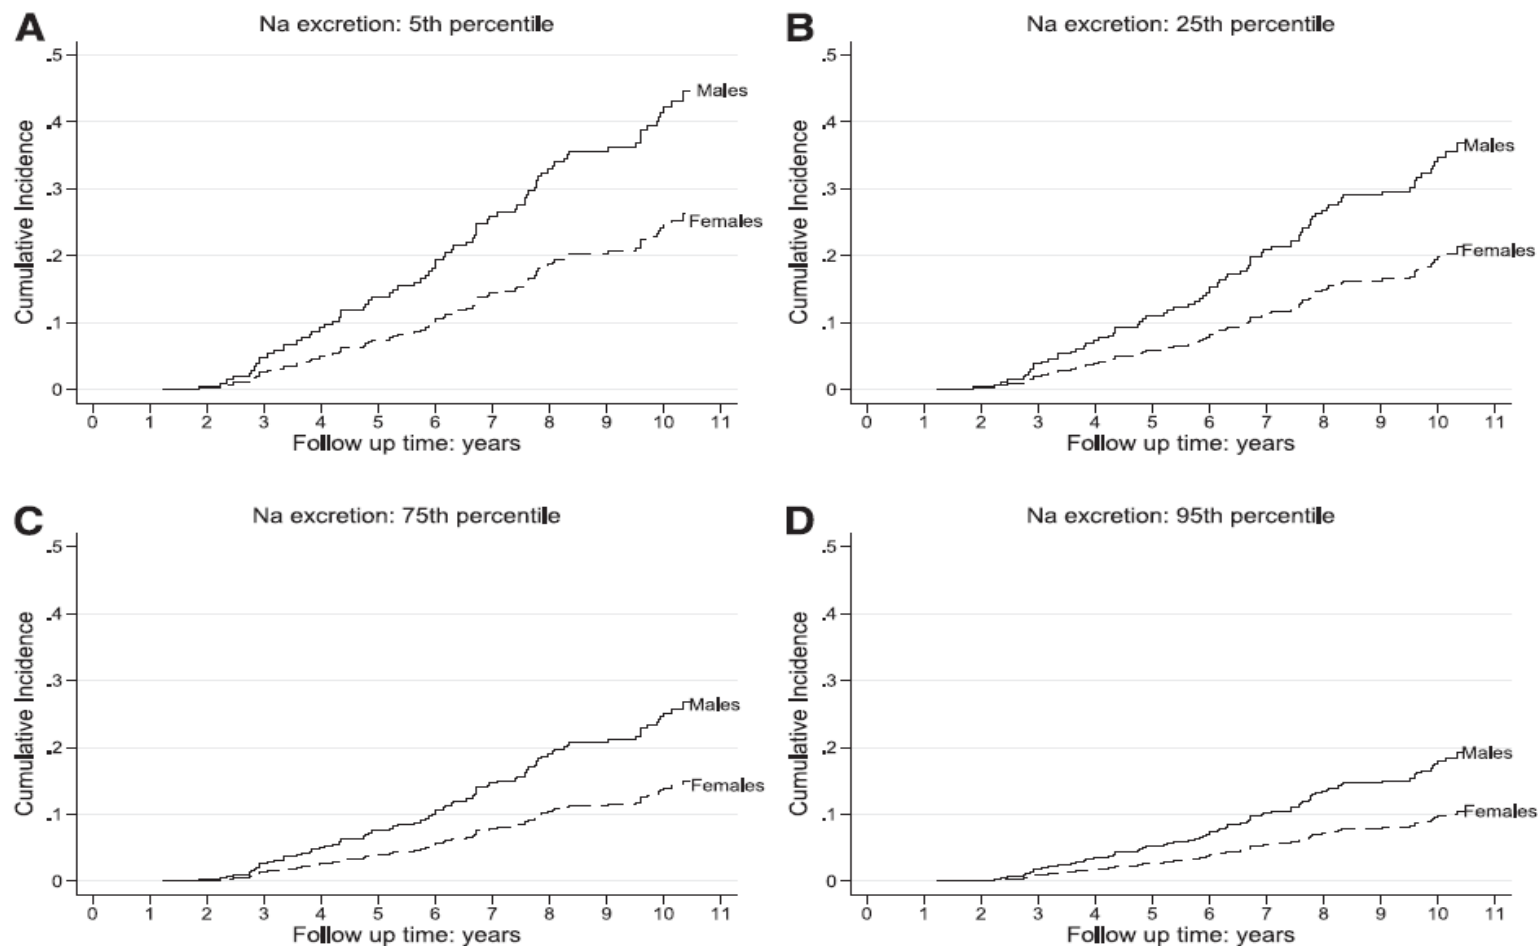 A
Na excretion: 5th percentile
.5
.4
.3
.2
.1
0
Cumulative Incidence
Males
Females
0 1 2 3 4 5 6 7 8 9 10 11
Follow up time: years
B
Na excretion: 25th percentile
.5
.4
.3
.2
.1
0
Cumulative Incidence
Males
Females
0 1 2 3 4 5 6 7 8 9 10 11
Follow up time: years
C
Na excretion: 75th percentile
.5
.4
.3
.2
.1
0
Cumulative Incidence
Males
Females
0 1 2 3 4 5 6 7 8 9 10 11
Follow up time: years
D
Na excretion: 95th percentile
.5
.4
.3
.2
.1
0
Cumulative Incidence
Males
Females
0 1 2 3 4 5 6 7 8 9 10 11
Follow up time: years